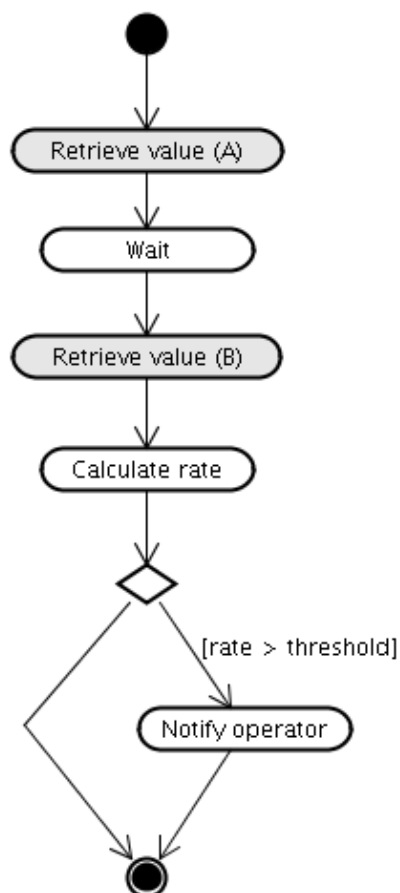 Retrieve value (A)
Wait
Retrieve value (B)
Calculate rate
[rate > threshold]
Notify operator